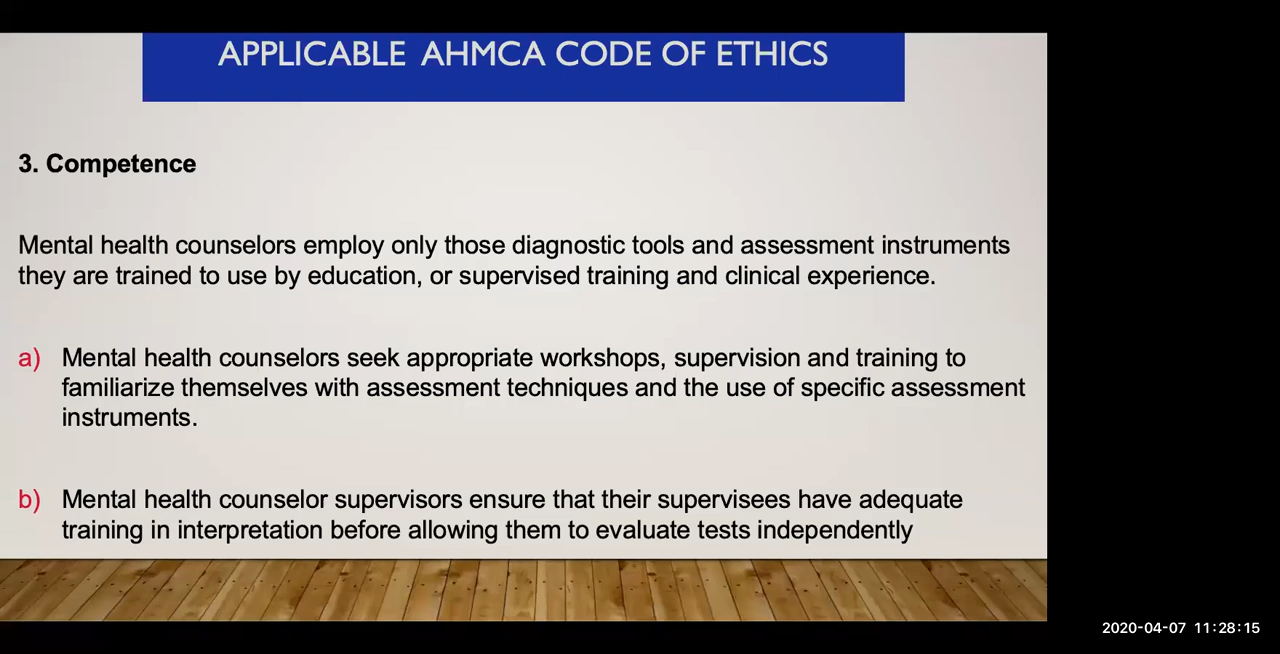 APPLICABLE AHMCA CODE OF ETHICS
3. Competence
Mental health counselors employ only those diagnostic tools and assessment instruments
they are trained to use by education, or supervised training and clinical experience.
a) Mental health counselors seek appropriate workshops, supervision and training to
familiarize themselves with assessment techniques and the use of specific assessment
instruments.
b) Mental health counselor supervisors ensure that their supervisees have adequate
training in interpretation before allowing them to evaluate tests independently
2020-04-07 11:28:15